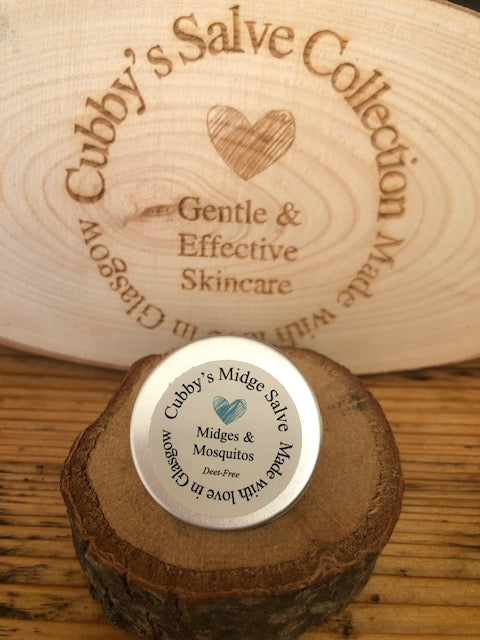 Cubby's Salve Collection Made with love in Glasgow
Gentle &
Effective
Skincare
Cubby's Midge Salve Made with love in Glasgow
Midges &
Mosquitos
Deet-Free